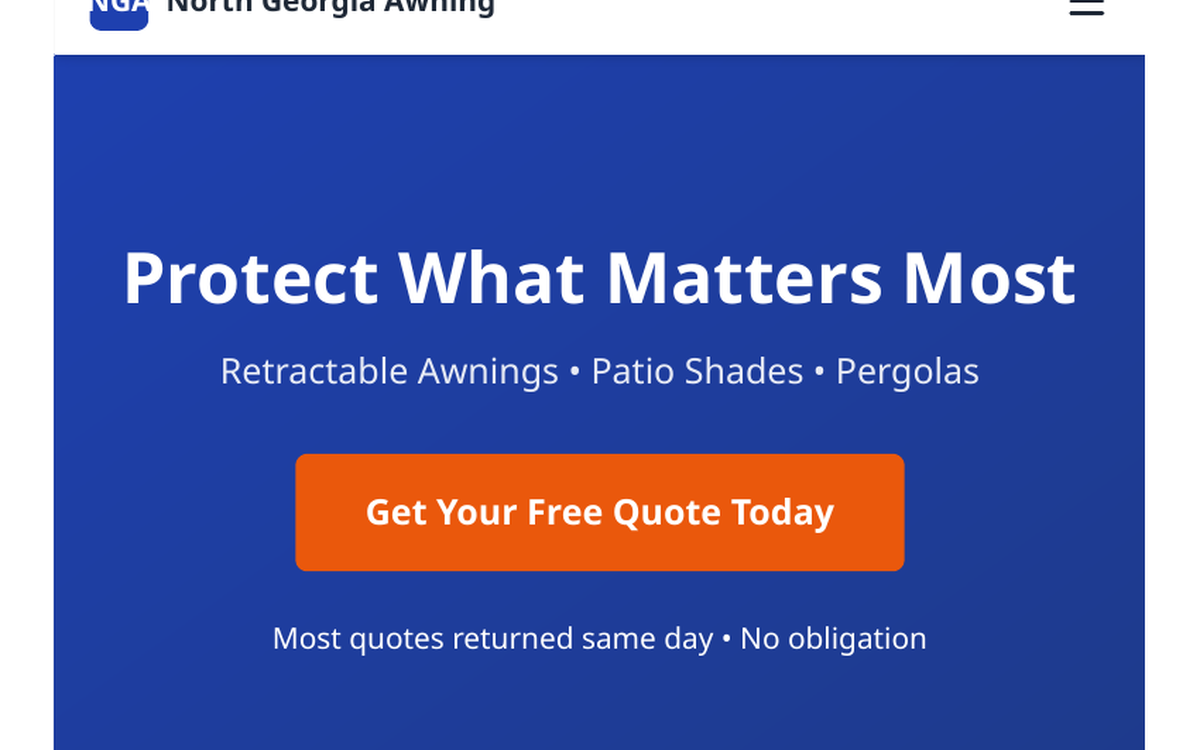 NGA North Georgia Awning
Protect What Matters Most
Retractable Awnings • Patio Shades • Pergolas
Get Your Free Quote Today
Most quotes returned same day • No obligation